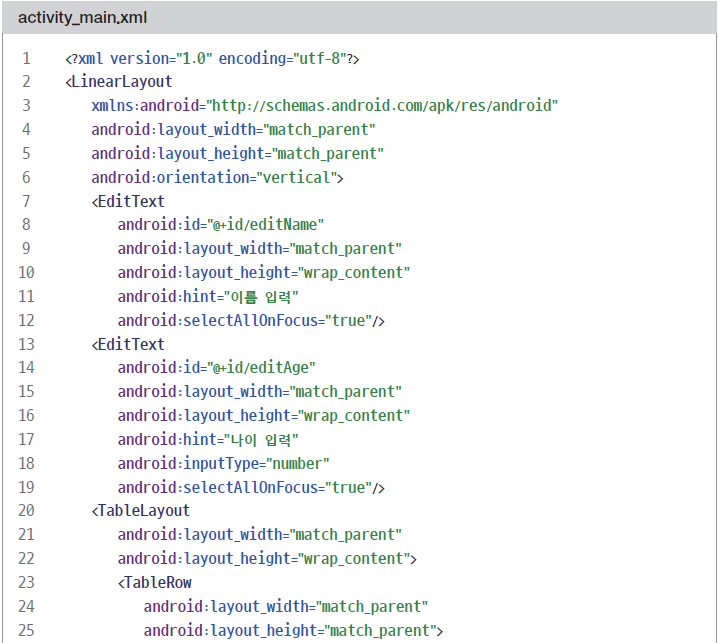 activity_main.xml
1 <?xml version="1.0" encoding="utf-8"?>
2 <LinearLayout
3 xmlns:android="http://schemas.android.com/apk/res/android"
4 android:layout_width="match_parent"
5 android:layout_height="match_parent"
6 android:orientation="vertical">
7 <EditText
8 android:id="@+id/editName"
9 android:layout_width="match_parent"
10 android:layout_height="wrap_content"
11 android:hint="이름 입력"
12 android:selectAllOnFocus="true"/>
13 <EditText
14 android:id="@+id/editAge"
15 android:layout_width="match_parent"
16 android:layout_height="wrap_content"
17 android:hint="나이 입력"
18 android:inputType="number"
19 android:selectAllOnFocus="true"/>
20 <TableLayout
21 android:layout_width="match_parent"
22 android:layout_height="wrap_content">
23 <TableRow
24 android:layout_width="match_parent"
25 android:layout_height="match_parent">